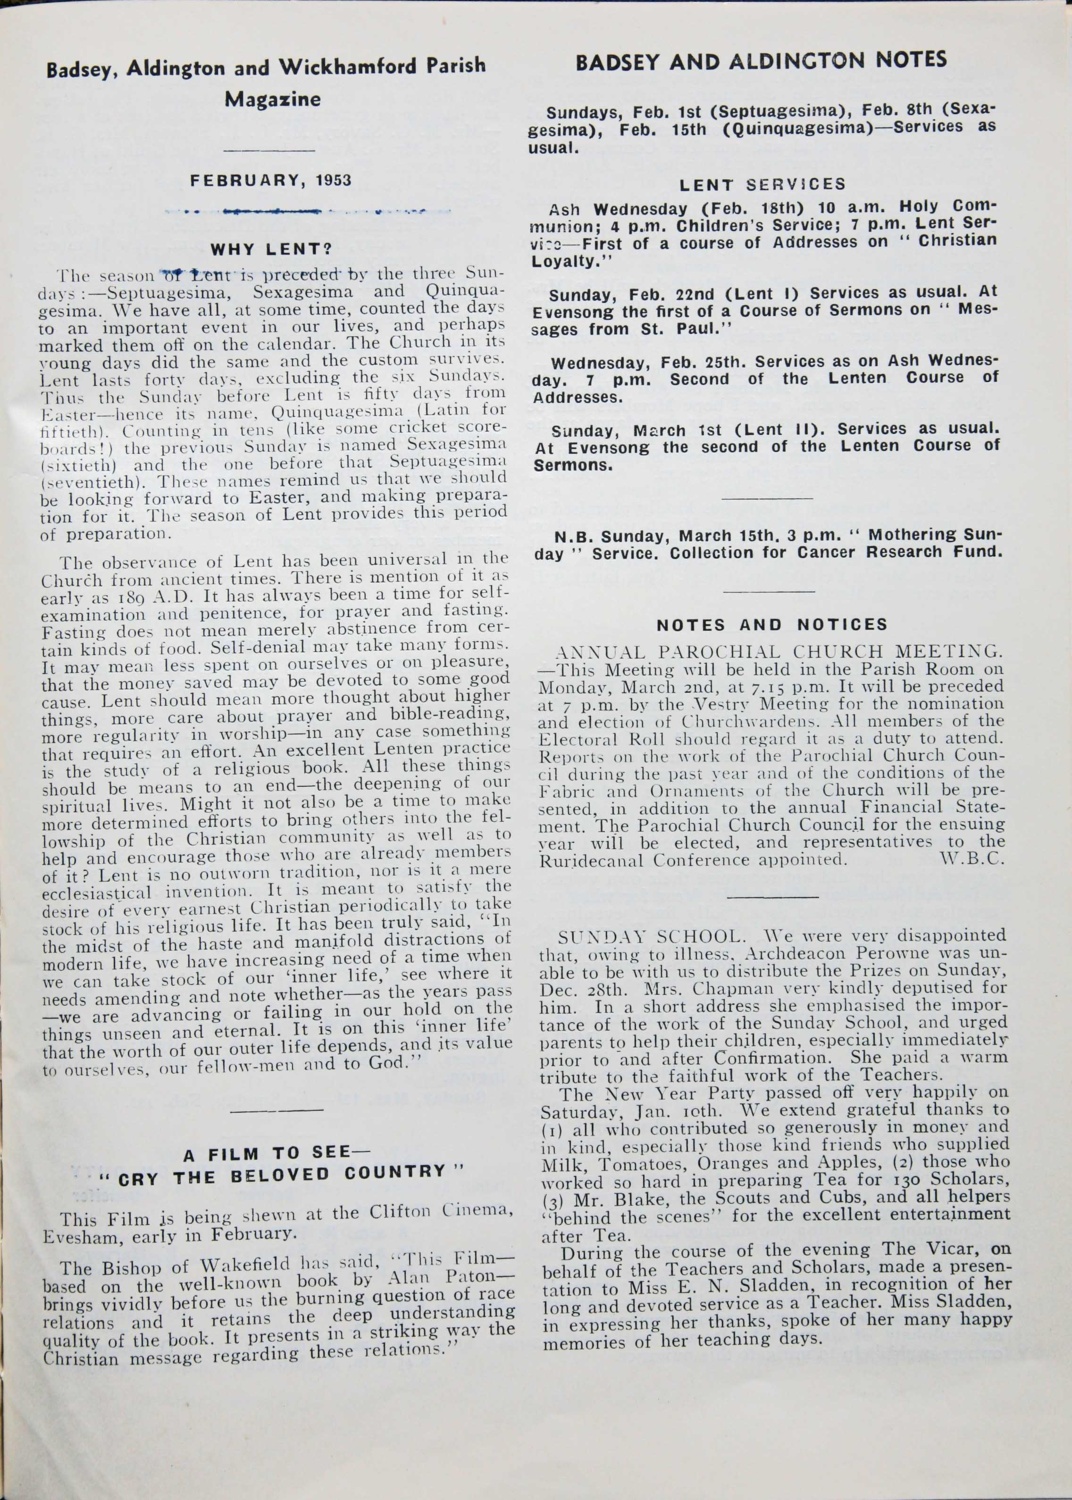 Badsey, Aldington and Wickhamford Parish
Magazine
FEBRUARY, 1953
WHY LENT?
The season of Lent is preceded by the three Sun-
days :—Septuagesima, Sexagesima and Quinqua-
gesima. We have all, at some time, counted the days
to an important event in our lives, and perhaps
marked them off on the calendar. The Church in its
young days did the same and the custom survives.
Lent lasts forty days, excluding the six Sundays.
Thus the Sunday before Lent is fifty days from
Easter—hence its name, Quinquagesima (Latin for
fiftieth). Counting in tens (like some cricket score-
boards!) the previous Sunday is named Sexagesima
(sixtieth) and the one before that Septuagesima
(seventieth). These names remind us that we should
be looking forward to Easter, and making prepara-
tion for it. The season of Lent provides this period
of preparation.
The observance of Lent has been universal in the
Church from ancient times. There is mention of it as
early as 189 A.D. It has always been a time for self-
examination and penitence, for prayer and fasting.
Fasting does not mean merely abstinence from cer-
tain kinds of food. Self-denial may take many forms.
It may mean less spent on ourselves or on pleasure,
that the money saved may be devoted to some good
cause. Lent should mean more thought about higher
things, more care about prayer and bible-reading,
more regularity in worship—in any case something
that requires an effort. An excellent Lenten practice
is the study of a religious book. All these things
should be means to an end—the deepening of our
spiritual lives. Might it not also be a time to make
more determined efforts to bring others into the fel-
lowship of the Christian community as well as to
help and encourage those who are already members
of it? Lent is no outworn tradition, nor is it a mere
ecclesiastical invention. It is meant to satisfy the
desire of every earnest Christian periodically to take
stock of his religious life. It has been truly said, "In
the midst of the haste and manifold distractions of
modern life, we have increasing need of a time when
we can take stock of our 'inner life,' see where it
needs amending and note whether—as the years pass
—we are advancing or failing in our hold on the
things unseen and eternal. It is on this 'inner life'
that the worth of our outer life depends, and its value
to ourselves, our fellow-men and to God."
A FILM TO SEE—
" CRY THE BELOVED COUNTRY "
This Film is being shewn at the Clifton Cinema,
Evesham, early in February.
The Bishop of Wakefield has said, "This Film—
based on the well-known book by Alan Paton—
brings vividly before us the burning question of race
relations and it retains the deep understanding
quality of the book. It presents in a striking way the
Christian message regarding these relations."
BADSEY AND ALDINGTON NOTES
Sundays, Feb. 1st (Septuagesima), Feb. 8th (Sexa-
gesima), Feb. 15th (Quinquagesima)—Services as
usual.
LENT SERVICES
Ash Wednesday (Feb. 18th) 10 a.m. Holy Com-
munion; 4 p.m. Children's Service; 7 p.m. Lent Ser-
vice—First of a course of Addresses on " Christian
Loyalty."
Sunday, Feb. 22nd (Lent I) Services as usual. At
Evensong the first of a Course of Sermons on " Mes-
sages from St. Paul."
Wednesday, Feb. 25th. Services as on Ash Wednes-
day. 7 p.m. Second of the Lenten Course of
Addresses.
Sunday, March 1st (Lent II). Services as usual.
At Evensong the second of the Lenten Course of
Sermons.
N.B. Sunday, March 15th. 3 p.m. " Mothering Sun-
day " Service. Collection for Cancer Research Fund.
NOTES AND NOTICES
ANNUAL PAROCHIAL CHURCH MEETING.
—This Meeting will be held in the Parish Room on
Monday, March 2nd, at 7.15 p.m. It will be preceded
at 7 p.m. by the Vestry Meeting for the nomination
and election of Churchwardens. All members of the
Electoral Roll should regard it as a duty to attend.
Reports on the work of the Parochial Church Coun-
cil during the past year and of the conditions of the
Fabric and Ornaments of the Church will be pre-
sented, in addition to the annual Financial State-
ment. The Parochial Church Council for the ensuing
year will be elected, and representatives to the
Ruridecanal Conference appointed. W.B.C.
SUNDAY SCHOOL. We were very disappointed
that, owing to illness, Archdeacon Perowne was un-
able to be with us to distribute the Prizes on Sunday,
Dec. 28th. Mrs. Chapman very kindly deputised for
him. In a short address she emphasised the impor-
tance of the work of the Sunday School, and urged
parents to help their children, especially immediately
prior to and after Confirmation. She paid a warm
tribute to the faithful work of the Teachers.
The New Year Party passed off very happily on
Saturday, Jan. 10th. We extend grateful thanks to
(1) all who contributed so generously in money and
in kind, especially those kind friends who supplied
Milk, Tomatoes, Oranges and Apples, (2) those who
worked so hard in preparing Tea for 130 Scholars,
(3) Mr. Blake, the Scouts and Cubs, and all helpers
"behind the scenes" for the excellent entertainment
after Tea.
During the course of the evening The Vicar, on
behalf of the Teachers and Scholars, made a presen-
tation to Miss E. N. Sladden, in recognition of her
long and devoted service as a Teacher. Miss Sladden,
in expressing her thanks, spoke of her many happy
memories of her teaching days.